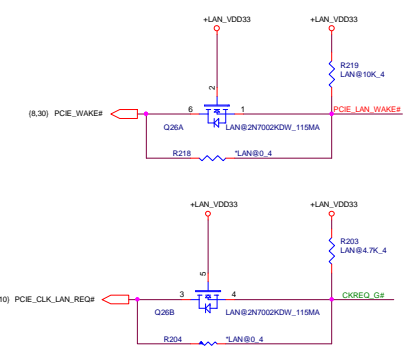 +LAN_VDD33 +LAN_VDD33
R219
LAN@10K_4
2
(8,30) PCIE_WAKE# 6 1 PCIE_LAN_WAKE#
Q26A LAN@2N7002KDW_115MA
R218 *LAN@0_4
+LAN_VDD33 +LAN_VDD33
R203
LAN@4.7K_4
5
10) PCIE_CLK_LAN_REQ# 3 4 CKREQ_G#
Q26B LAN@2N7002KDW_115MA
R204 *LAN@0_4